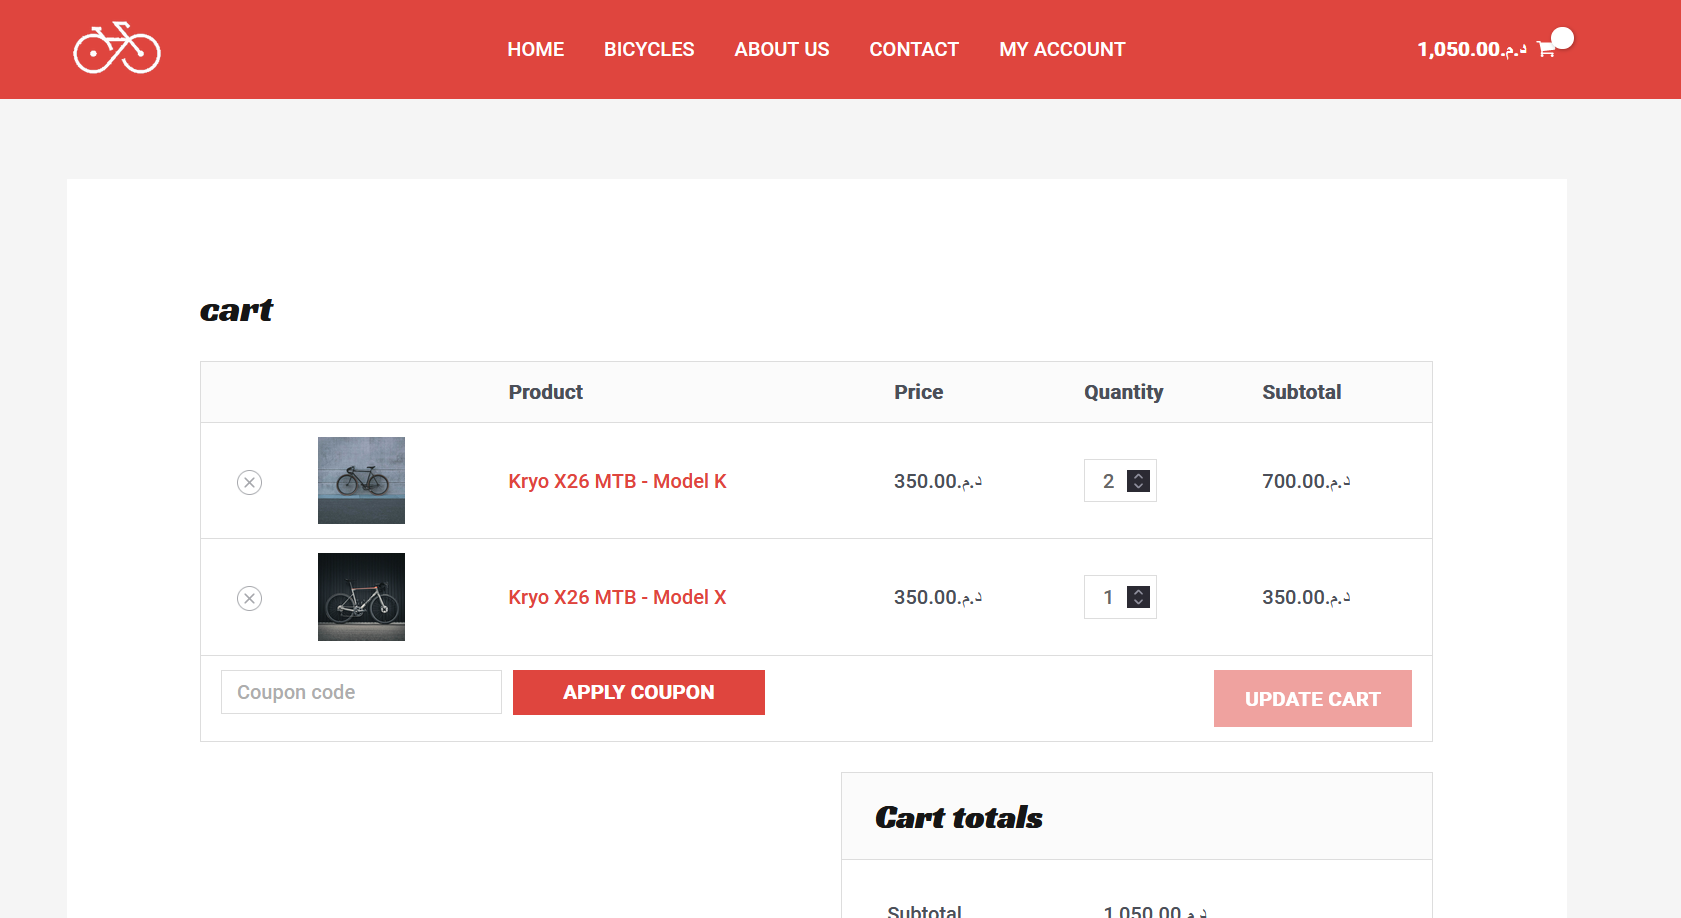 HOME BICYCLES ABOUT US CONTACT MY ACCOUNT 1,050.00د.م.
cart
Product Price Quantity Subtotal
Kryo X26 MTB - Model K 350.00د.م. 2 700.00د.م.
Kryo X26 MTB - Model X 350.00د.م. 1 350.00د.م.
Coupon code APPLY COUPON UPDATE CART
Cart totals
Subtotal 1,050.00د.م.